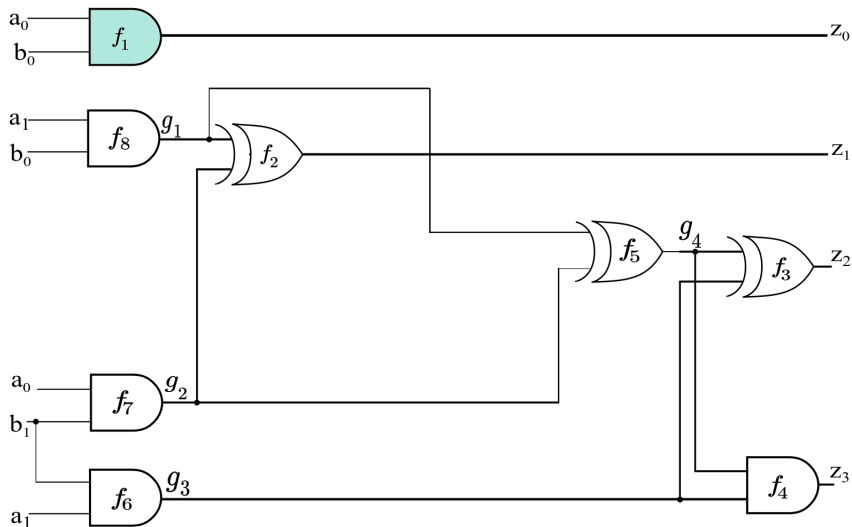 a₀
f₁
z₀
b₀
a₁
g₁
f₈
f₂
b₀
z₁
g₄
f₅
f₃
z₂
a₀
g₂
f₇
b₁
g₃
z₃
f₆
f₄
a₁